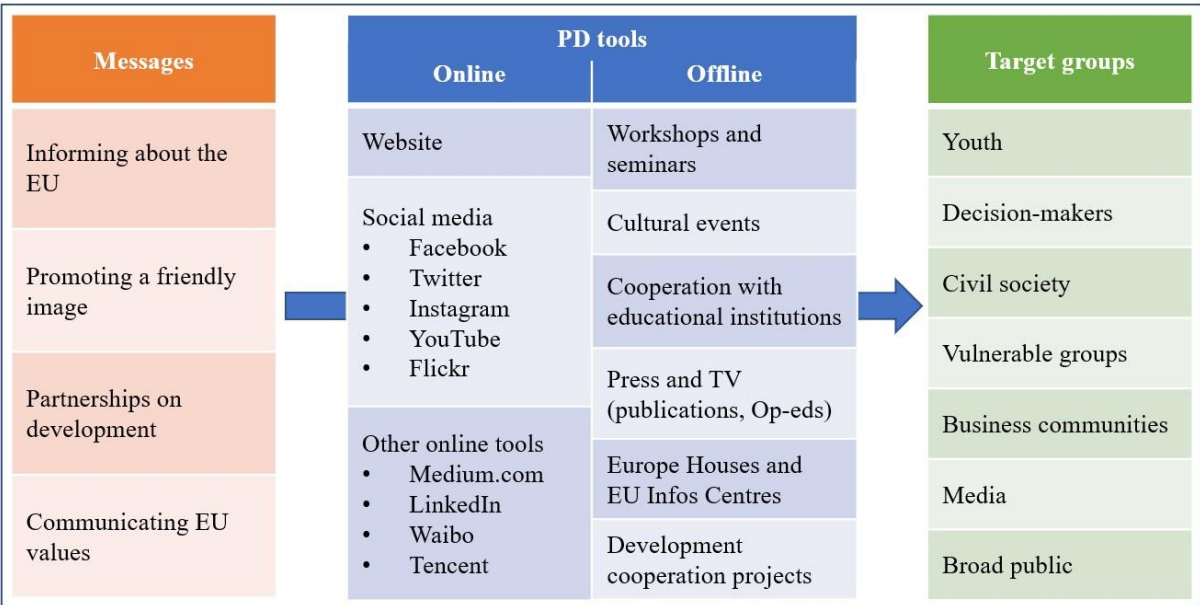 Messages
Informing about the
EU
Promoting a friendly
image
Partnerships on
development
Communicating EU
values
PD tools
Online
Offline
Website
Social media
• Facebook
• Twitter
• Instagram
• YouTube
• Flickr
Other online tools
• Medium.com
• LinkedIn
• Waibo
• Tencent
Workshops and
seminars
Cultural events
Cooperation with
educational institutions
Press and TV
(publications, Op-eds)
Europe Houses and
EU Infos Centres
Development
cooperation projects
Target groups
Youth
Decision-makers
Civil society
Vulnerable groups
Business communities
Media
Broad public